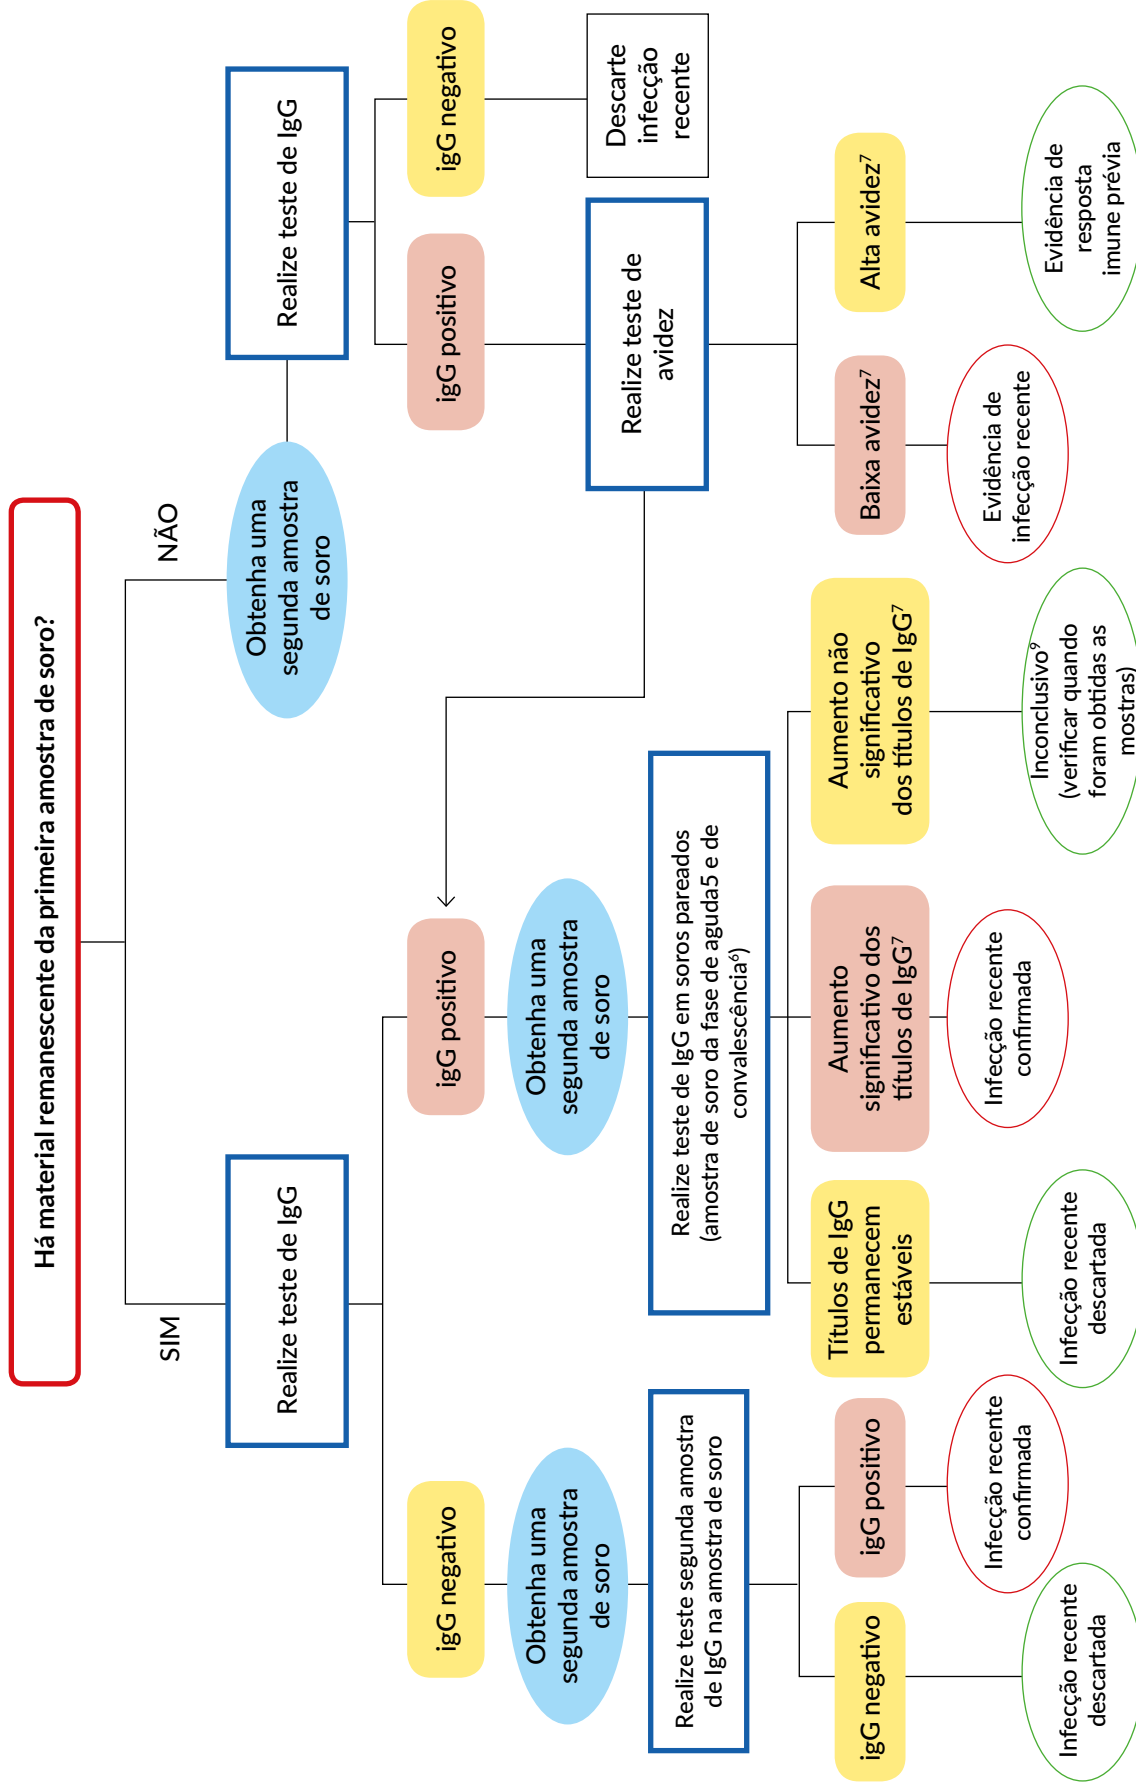 Há material remanescente da primeira amostra de soro?
SIM
NÃO
Realize teste de IgG
Obtenha uma
segunda amostra
de soro
Realize teste de IgG
igG negativo
igG positivo
igG positivo
igG negativo
Obtenha uma
segunda amostra
de soro
Obtenha uma
segunda amostra
de soro
Realize teste de
avidez
Descarte
infecção
recente
Realize teste segunda amostra
de IgG na amostra de soro
Realize teste de IgG em soros pareados
(amostra de soro da fase de aguda5 e de
convalescência⁶)
igG negativo
igG positivo
Títulos de IgG
permanecem
estáveis
Aumento
significativo dos
títulos de IgG⁷
Aumento não
significativo
dos títulos de IgG⁷
Baixa avidez⁷
Alta avidez⁷
Infecção recente
descartada
Infecção recente
confirmada
Infecção recente
descartada
Infecção recente
confirmada
Inconclusivo⁹
(verificar quando
foram obtidas as
mostras)
Evidência de
infecção recente
Evidência de
resposta
imune prévia